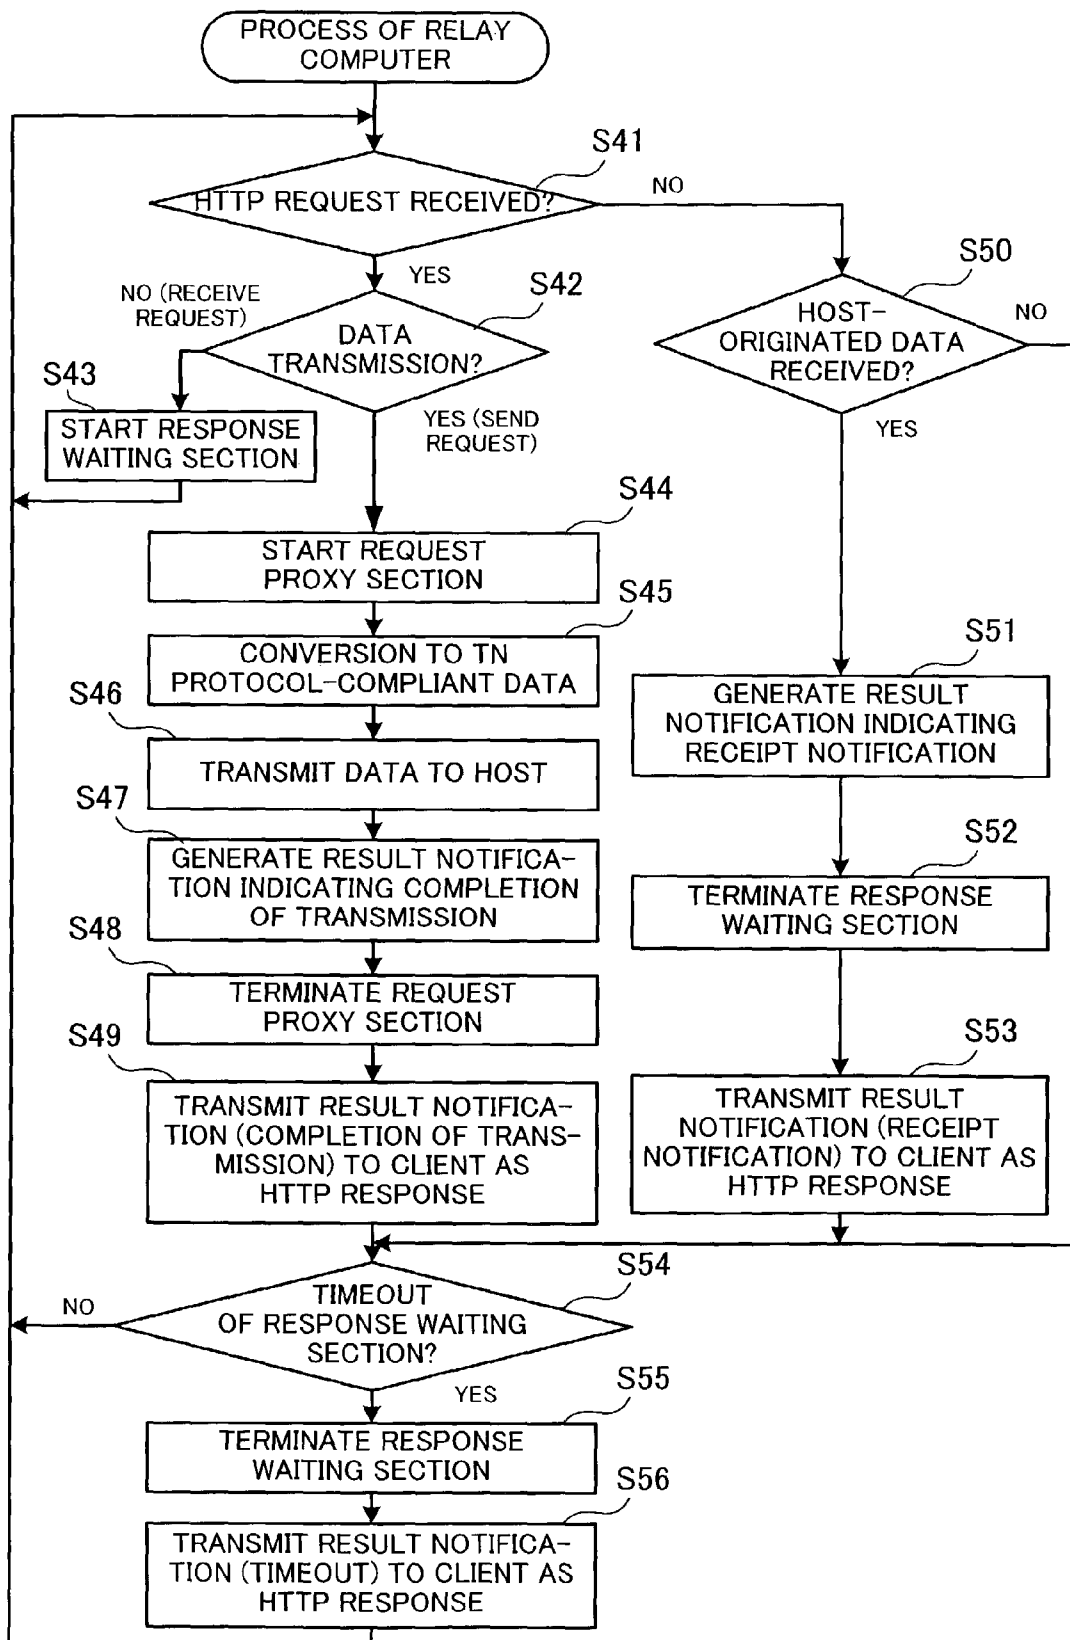 PROCESS OF RELAY
COMPUTER
S41
HTTP REQUEST RECEIVED?
NO
YES
S42
NO (RECEIVE
REQUEST)
DATA
TRANSMISSION?
S50
HOST-
ORIGINATED DATA
RECEIVED?
NO
YES
S43
START RESPONSE
WAITING SECTION
YES (SEND
REQUEST)
S44
START REQUEST
PROXY SECTION
S45
CONVERSION TO TN
PROTOCOL-COMPLIANT DATA
S46
TRANSMIT DATA TO HOST
S47
GENERATE RESULT NOTIFICA-
TION INDICATING COMPLETION
OF TRANSMISSION
S48
TERMINATE REQUEST
PROXY SECTION
S49
TRANSMIT RESULT NOTIFICA-
TION (COMPLETION OF TRANS-
MISSION) TO CLIENT AS
HTTP RESPONSE
S51
GENERATE RESULT
NOTIFICATION INDICATING
RECEIPT NOTIFICATION
S52
TERMINATE RESPONSE
WAITING SECTION
S53
TRANSMIT RESULT
NOTIFICATION (RECEIPT
NOTIFICATION) TO CLIENT AS
HTTP RESPONSE
S54
TIMEOUT
OF RESPONSE WAITING
SECTION?
NO
YES
S55
TERMINATE RESPONSE
WAITING SECTION
S56
TRANSMIT RESULT NOTIFICA-
TION (TIMEOUT) TO CLIENT AS
HTTP RESPONSE